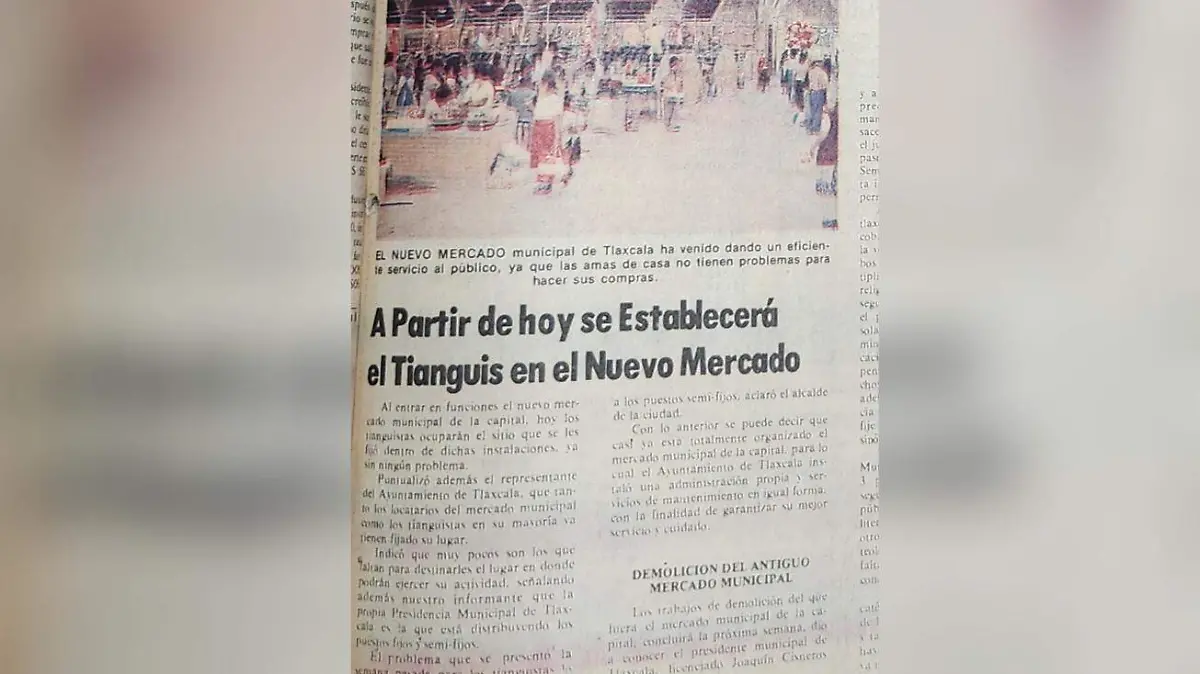 EL NUEVO MERCADO municipal de Tlaxcala ha venido dando un eficien-
te servicio al público, ya que las amas de casa no tienen problemas para
hacer sus compras.
A Partir de hoy se Establecerá
el Tianguis en el Nuevo Mercado
Al entrar en funciones el nuevo mer-
cado municipal de la capital, hoy los
tianguistas ocuparán el sitio que se les
fijó dentro de dichas instalaciones, ya
sin ningún problema.
Puntualizó además el representante
del Ayuntamiento de Tlaxcala, que tan-
to los locatarios del mercado municipal
como los tianguistas en su mayoría ya
tienen fijado su lugar.
Indicó que muy pocos son los que
faltan para destinarles el lugar en donde
podrán ejercer su actividad, señalando
además nuestro informante que la
propia Presidencia Municipal de Tlax-
cala es la que está distribuyendo los
puestos fijos y semi-fijos.
El problema que se presentó la
semana pasada para los tianguistas
a los puestos semi-fijos, aclaró el alcalde
de la ciudad.
Con lo anterior se puede decir que
casi ya está totalmente organizado el
mercado municipal de la capital, para lo
cual el Ayuntamiento de Tlaxcala ins-
taló una administración propia y ser-
vicios de mantenimiento en igual forma,
con la finalidad de garantizar su mejor
servicio y cuidado.
DEMOLICION DEL ANTIGUO
MERCADO MUNICIPAL
Los trabajos de demolición del que
fuera el mercado municipal de la ca-
pital, concluirá la próxima semana, dio
a conocer el presidente municipal de
Tlaxcala, licenciado Joaquín Cisneros